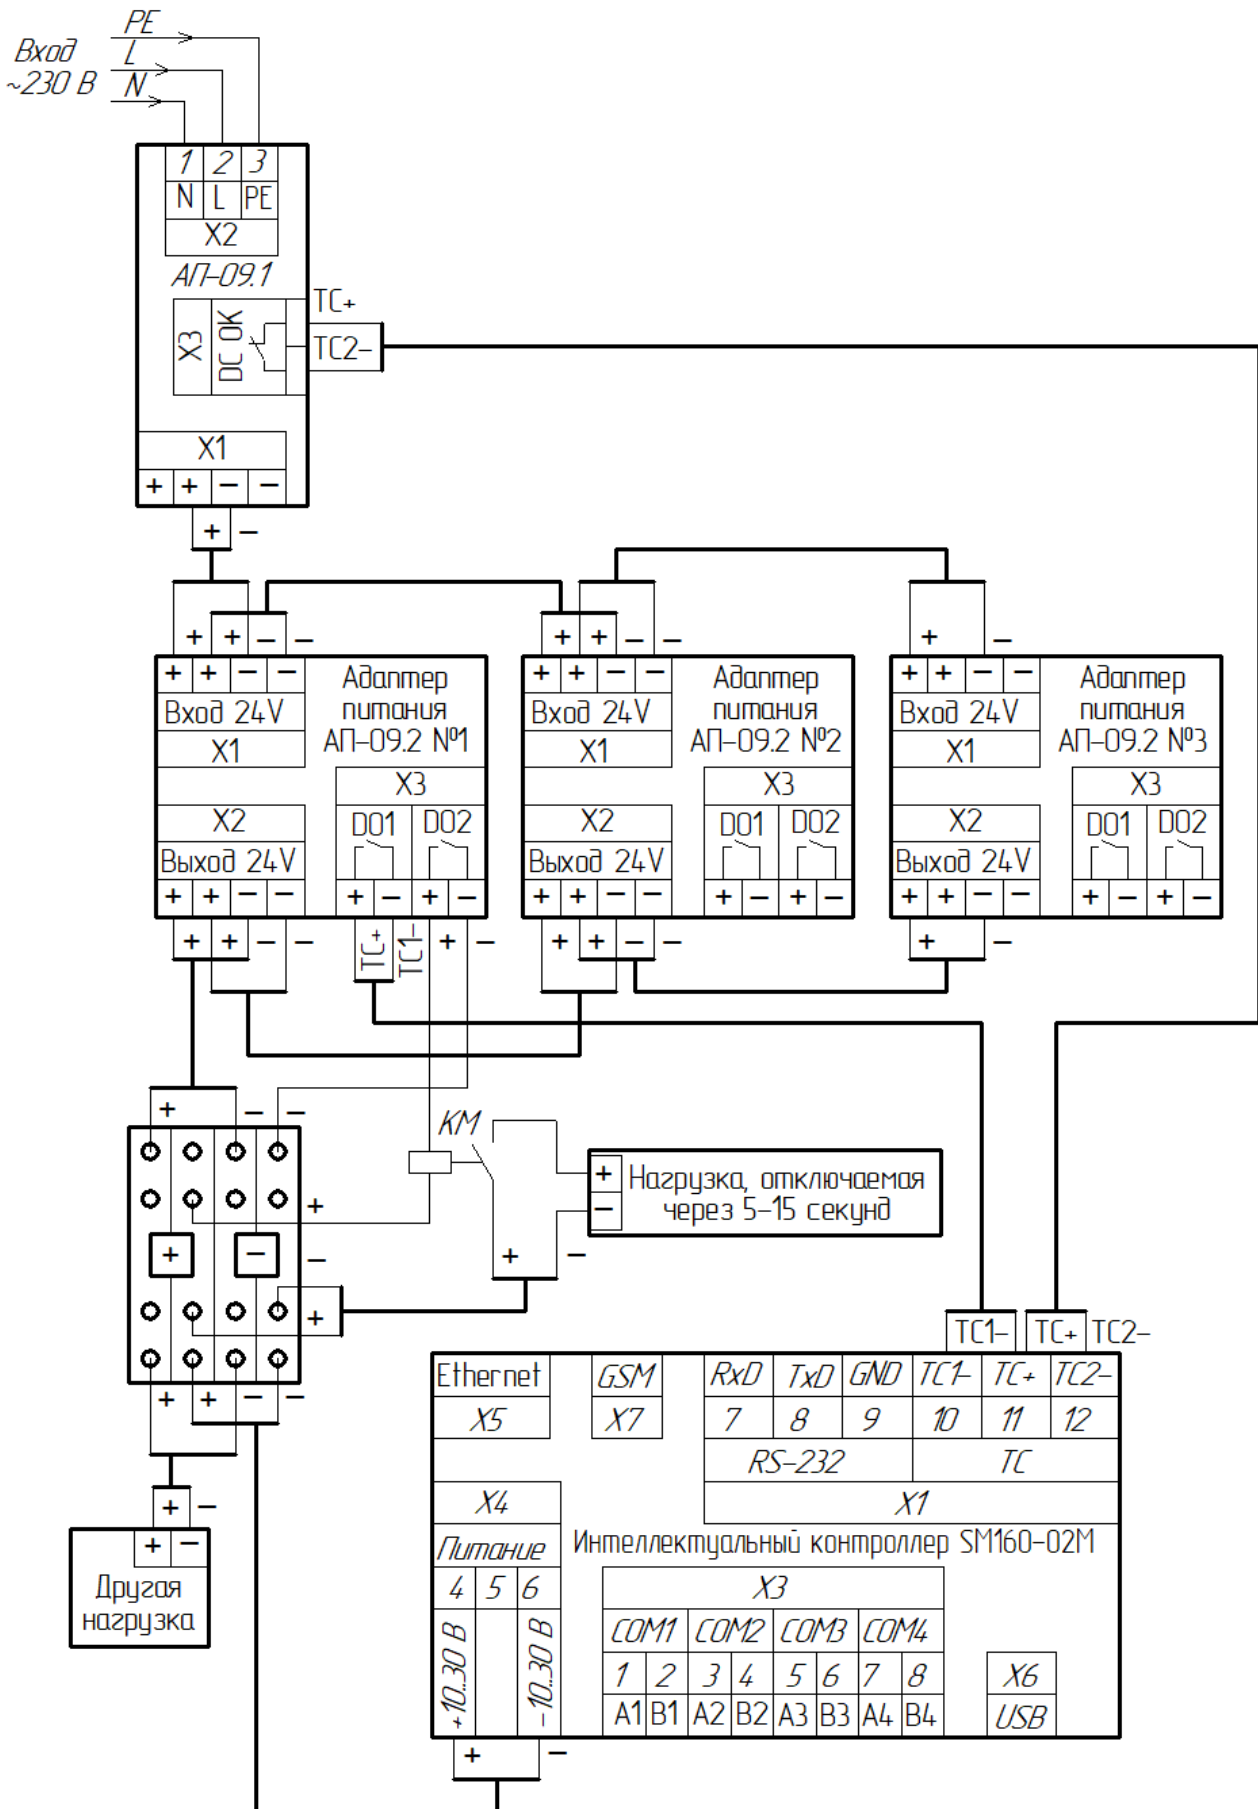 PE
Вход
L
~230 В
N
1 2 3
N L PE
X2
АП-09.1
X3
DC OK
TC+
TC2-
X1
+ + − −
+ −
+ + − −
+ + − −
+ −
+ + − −
Адаптер
питания
АП-09.2 №1
Вход 24V
X1
X3
X2
DO1 DO2
Выход 24V
+ + − −
+ − + −
+ + − −
Адаптер
питания
АП-09.2 №2
Вход 24V
X1
X3
X2
DO1 DO2
Выход 24V
+ + − −
+ − + −
+ + − −
Адаптер
питания
АП-09.2 №3
Вход 24V
X1
X3
X2
DO1 DO2
Выход 24V
+ + − −
+ − + −
+ + − −
TC+
TC1-
+ −
+ + − −
+ −
+ − −
KM
+
+ −
−
+
+
Нагрузка, отключаемая
через 5-15 секунд
−
+ −
+ + − −
+ −
+ −
Другая
нагрузка
TC1- TC+ TC2-
Ethernet
X5
GSM
X7
RxD TxD GND TC1- TC+ TC2-
7 8 9 10 11 12
RS-232 TC
X1
X4
Питание
4 5 6
+10..30 В
-10..30 В
Интеллектуальный контроллер SM160-02M
X3
COM1 COM2 COM3 COM4
1 2 3 4 5 6 7 8
A1 B1 A2 B2 A3 B3 A4 B4
X6
USB
+ −